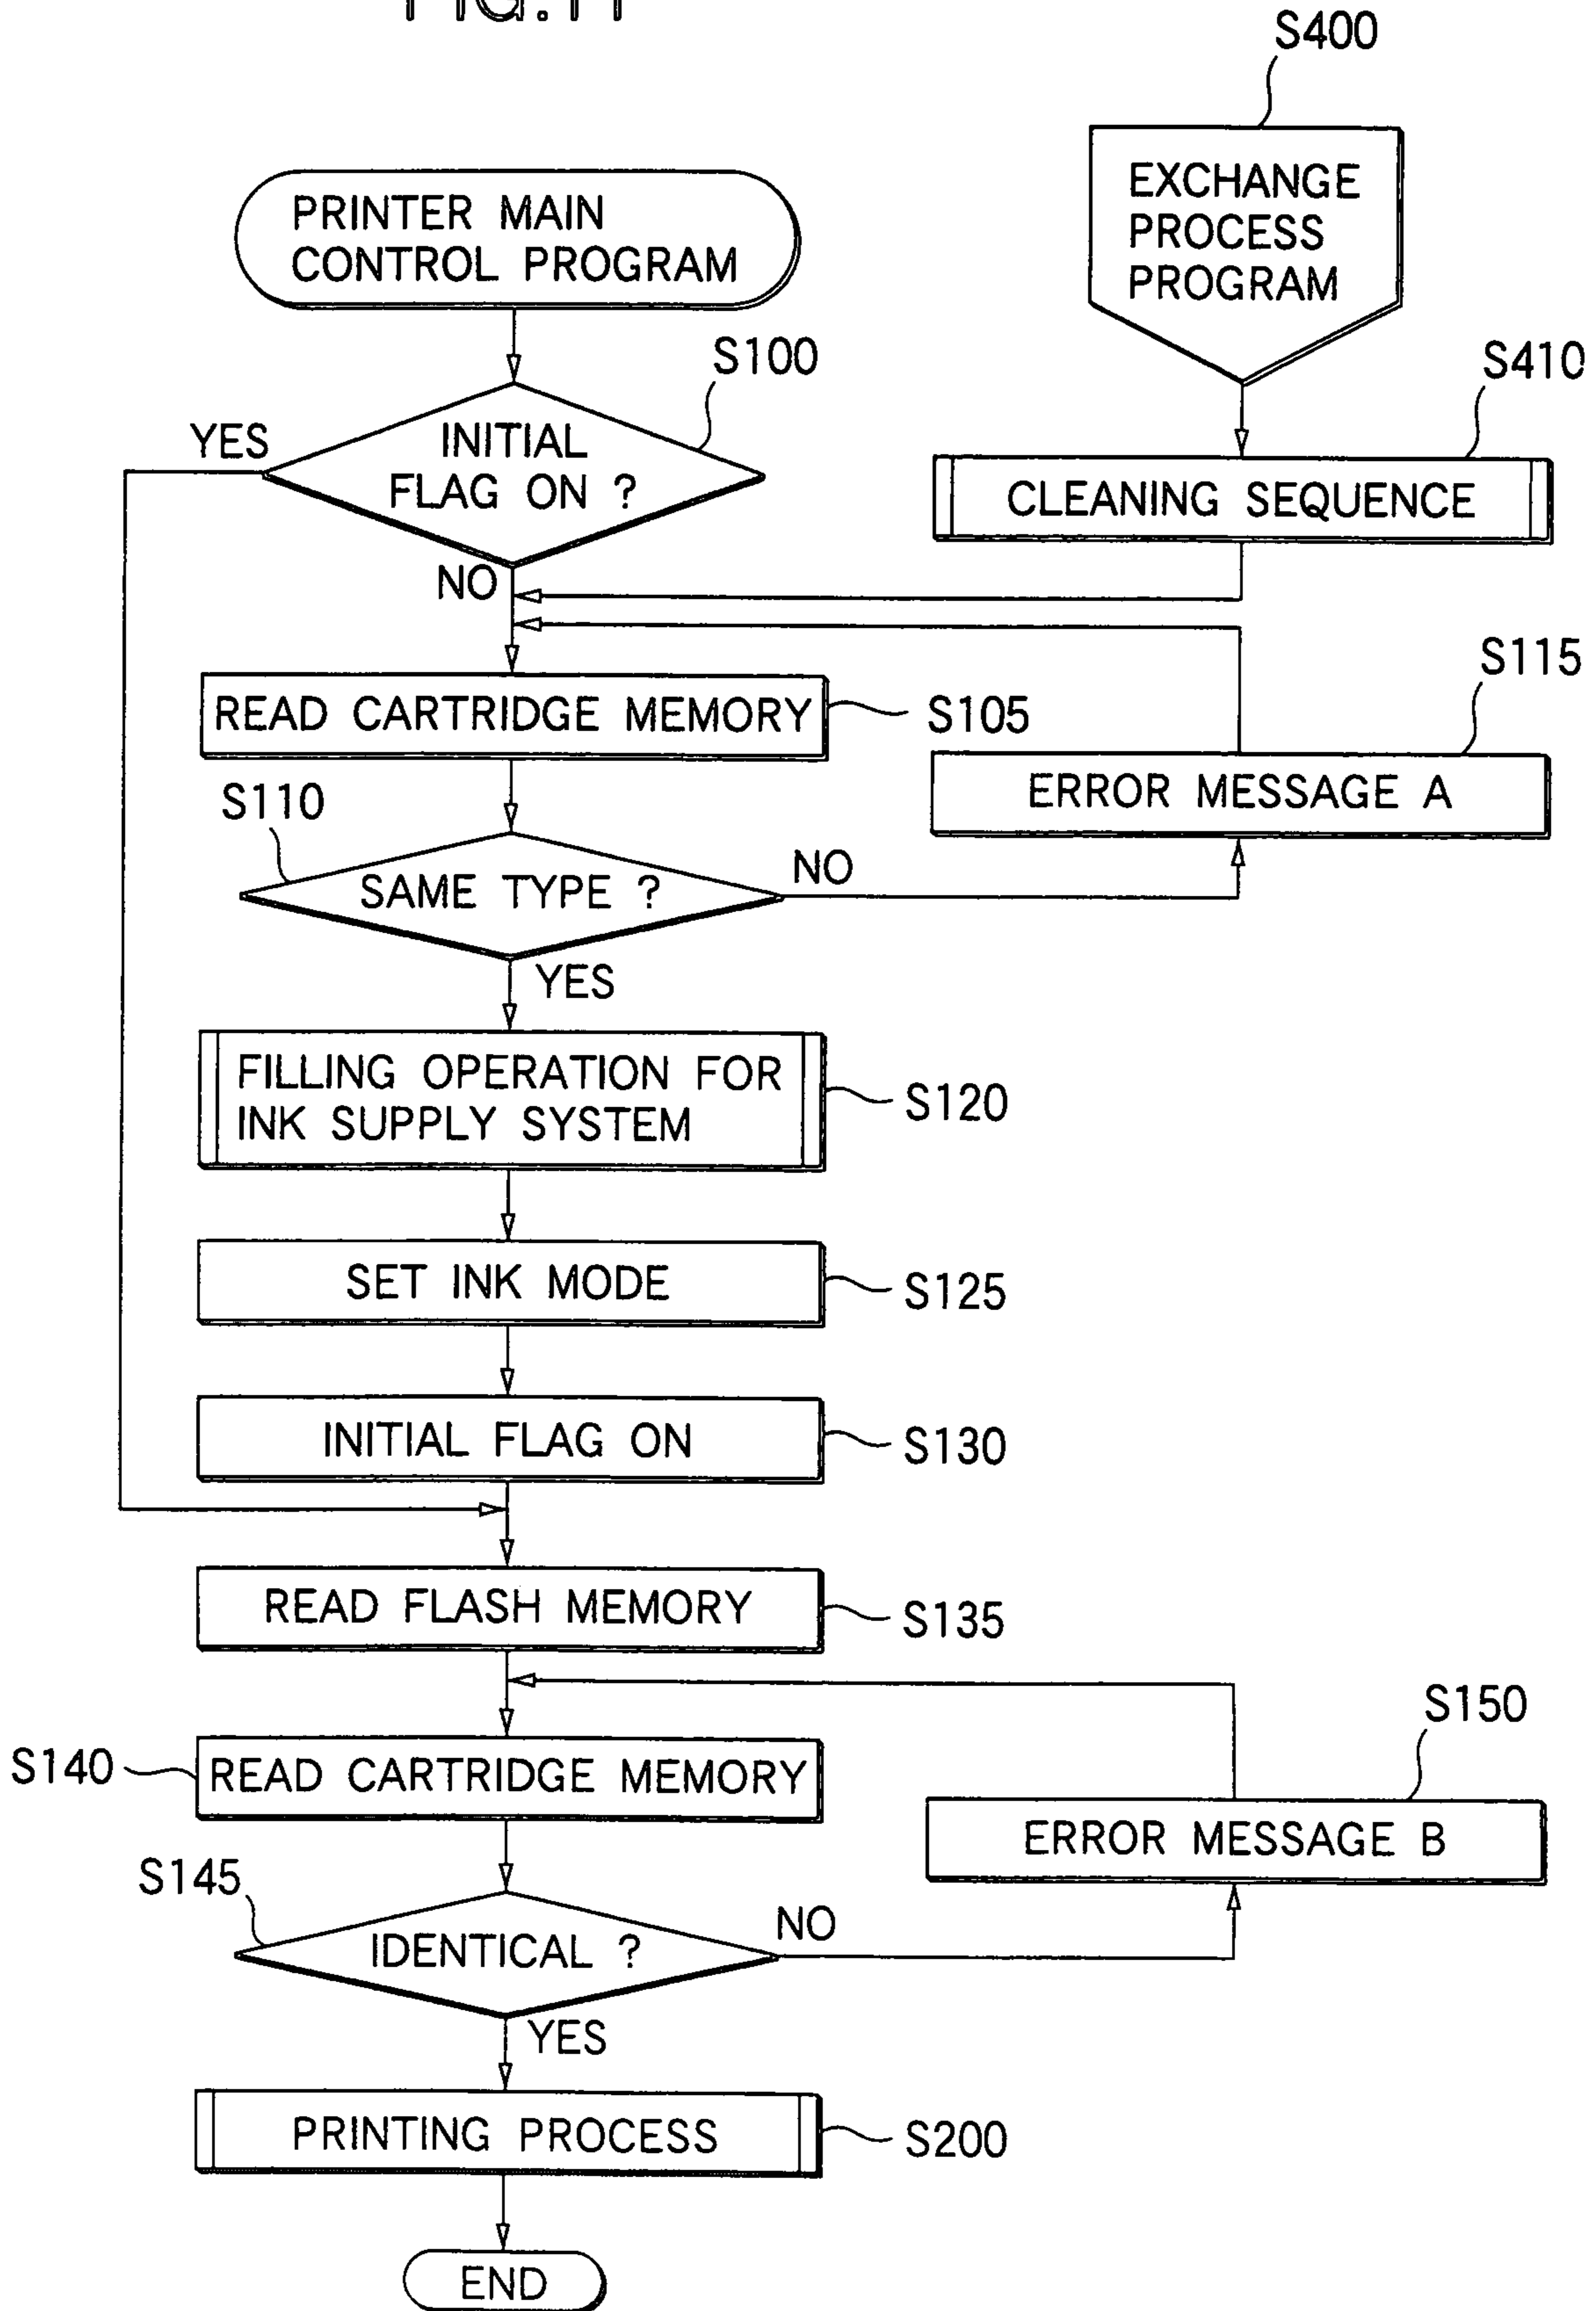 S400
EXCHANGE
PROCESS
PROGRAM
PRINTER MAIN
CONTROL PROGRAM
S100
S410
YES
INITIAL
FLAG ON ?
CLEANING SEQUENCE
NO
S115
READ CARTRIDGE MEMORY
S105
ERROR MESSAGE A
S110
SAME TYPE ?
NO
YES
FILLING OPERATION FOR
INK SUPPLY SYSTEM
S120
SET INK MODE
S125
INITIAL FLAG ON
S130
READ FLASH MEMORY
S135
S150
S140
READ CARTRIDGE MEMORY
ERROR MESSAGE B
S145
IDENTICAL ?
NO
YES
PRINTING PROCESS
S200
END